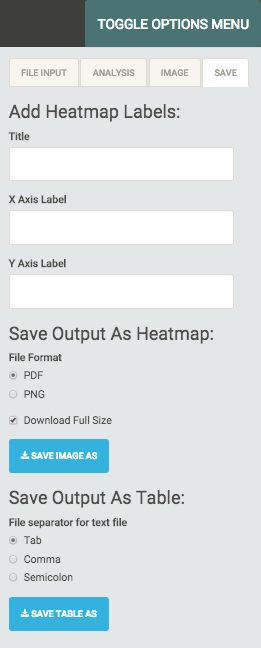 TOGGLE OPTIONS MENU
FILE INPUT ANALYSIS IMAGE SAVE
Add Heatmap Labels:
Title
X Axis Label
Y Axis Label
Save Output As Heatmap:
File Format
PDF
PNG
Download Full Size
SAVE IMAGE AS
Save Output As Table:
File separator for text file
Tab
Comma
Semicolon
SAVE TABLE AS